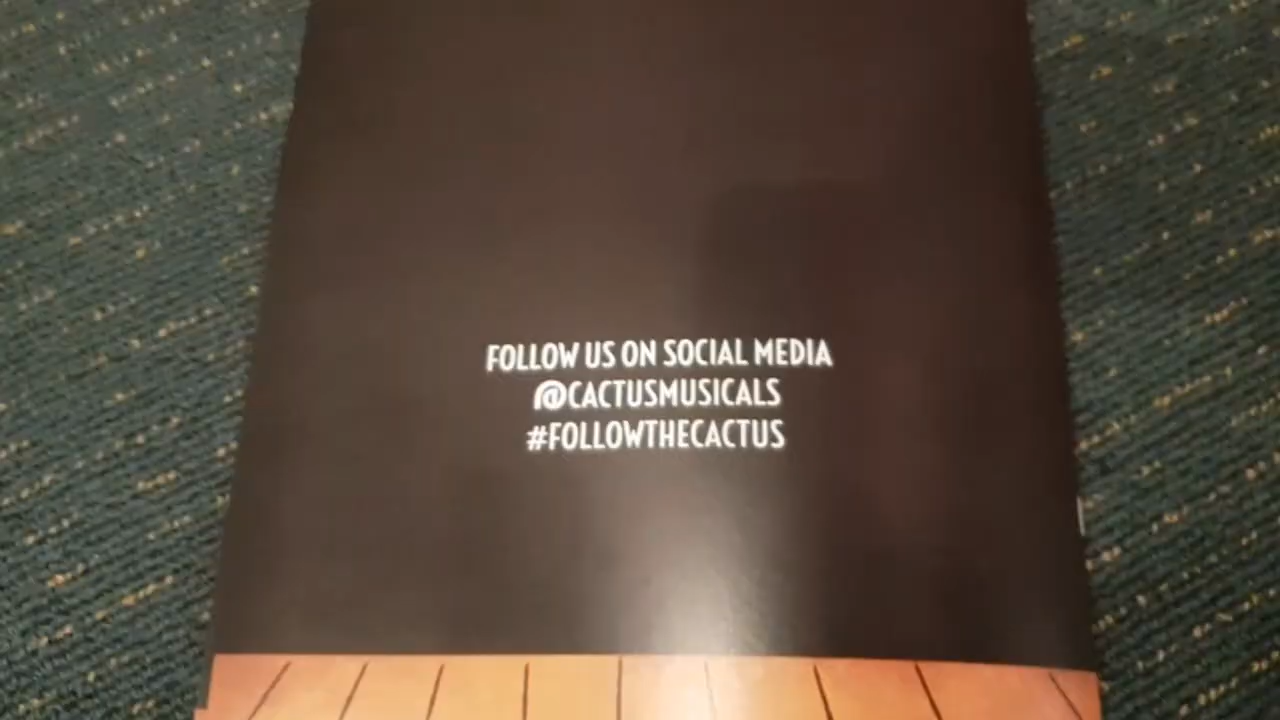 FOLLOW US ON SOCIAL MEDIA
@CACTUSMUSICALS
#FOLLOWTHECACTUS